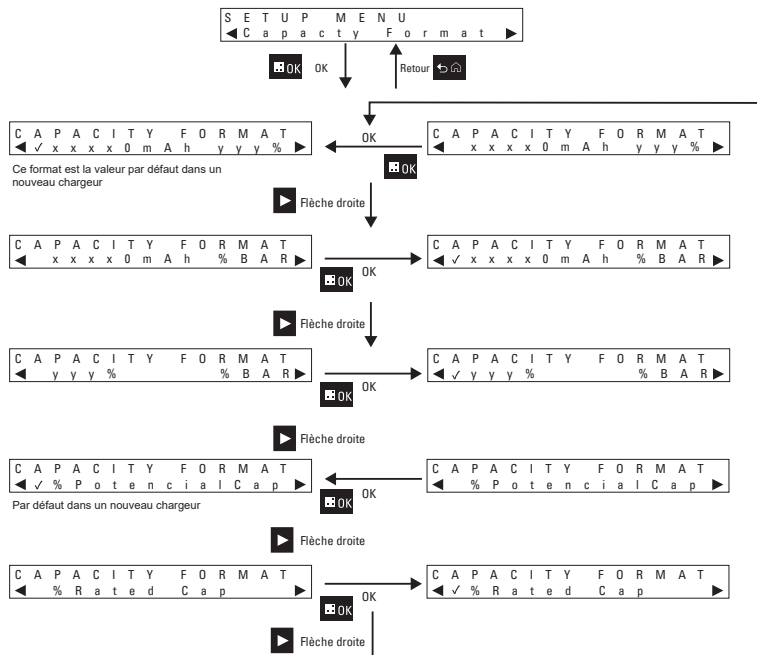 SETUP MENU
◀Capacty Format ▶
OK OK Retour
OK
CAPACITY FORMAT
◀✓xxxx0mAh yyy%▶
CAPACITY FORMAT
◀ xxxx0mAh yyy%▶
OK
Ce format est la valeur par défaut dans un
nouveau chargeur
Flèche droite
CAPACITY FORMAT
◀ xxxx0mAh %BAR▶
OK
OK
CAPACITY FORMAT
◀✓xxxx0mAh %BAR▶
Flèche droite
CAPACITY FORMAT
◀ yyy% %BAR▶
OK
OK
CAPACITY FORMAT
◀✓yyy% %BAR▶
Flèche droite
CAPACITY FORMAT
◀✓%PotencialCap▶
OK
OK
CAPACITY FORMAT
◀ %PotencialCap▶
Par défaut dans un nouveau chargeur
Flèche droite
CAPACITY FORMAT
◀ %Rated Cap ▶
OK
OK
CAPACITY FORMAT
◀✓%Rated Cap ▶
Flèche droite